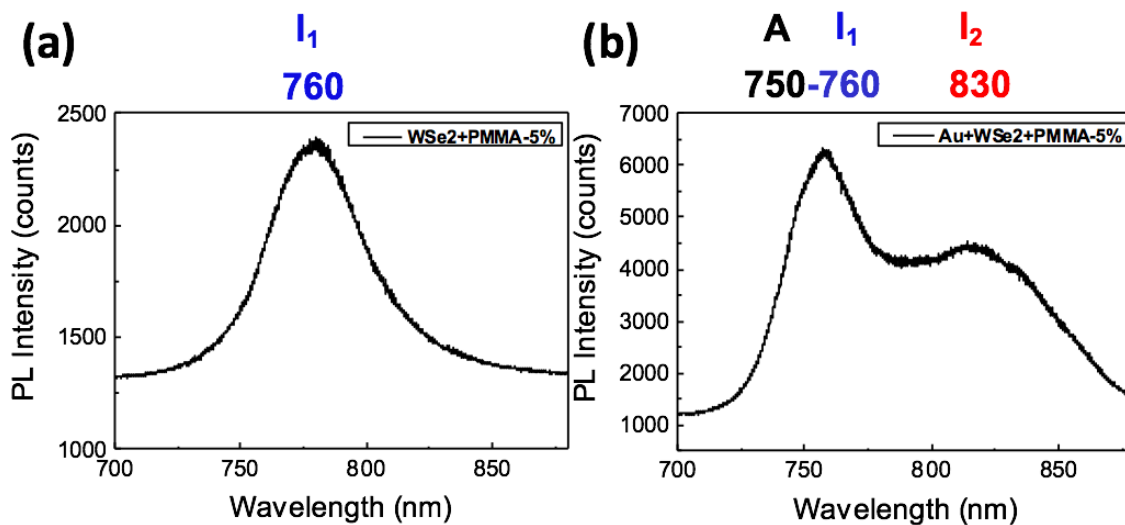 (a)
I₁
760
2500
2000
1500
1000
PL Intensity (counts)
WSe2+PMMA-5%
700 750 800 850
Wavelength (nm)
(b)
A I₁ I₂
750-760 830
7000
6000
5000
4000
3000
2000
1000
PL Intensity (counts)
Au+WSe2+PMMA-5%
700 750 800 850
Wavelength (nm)